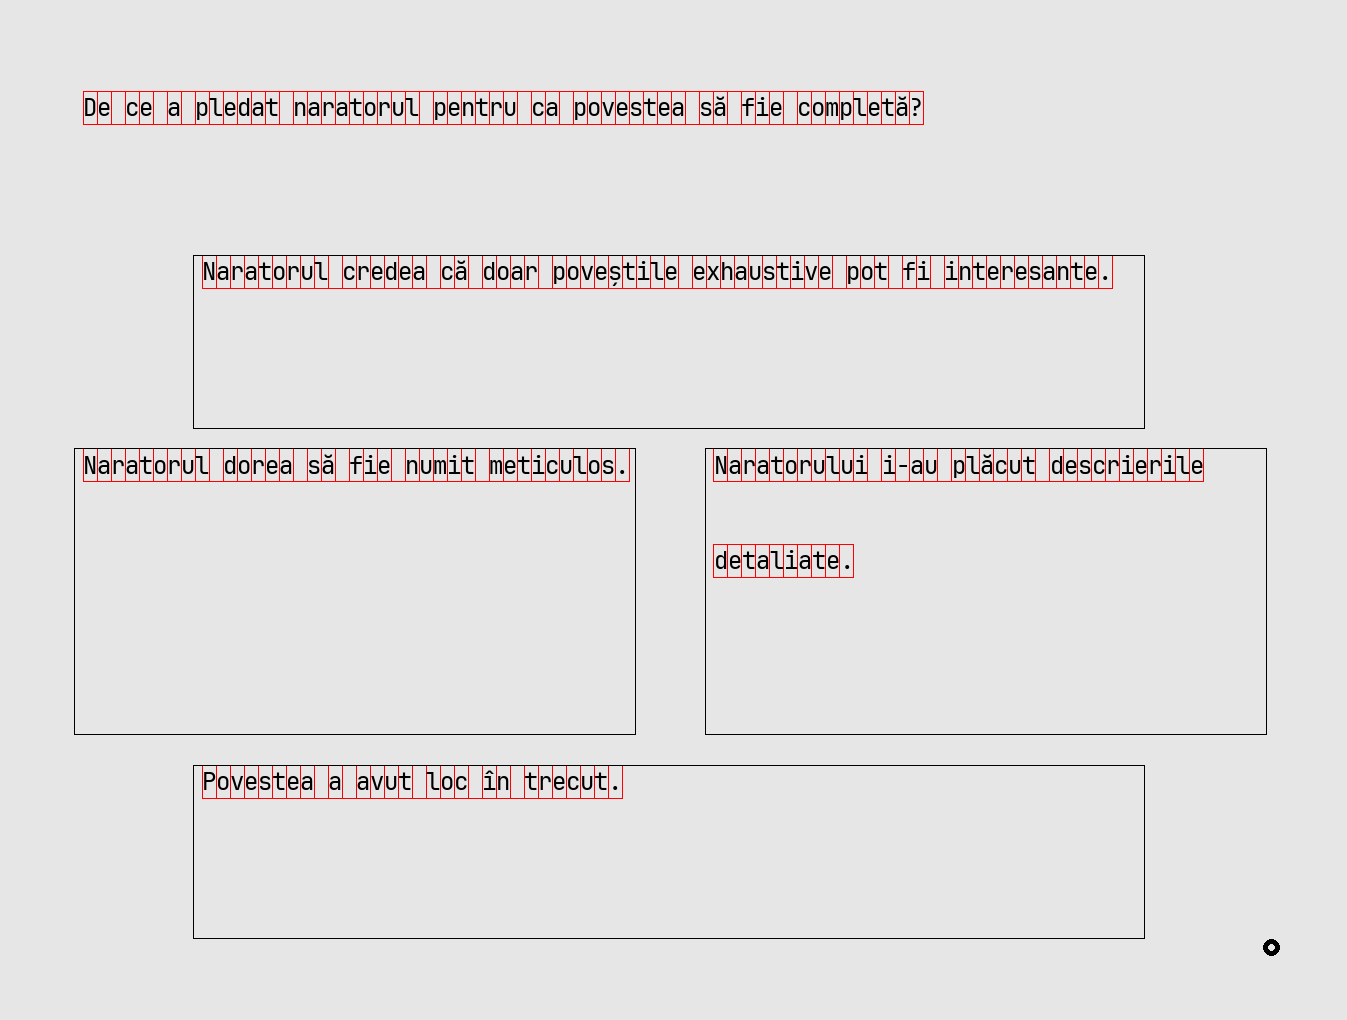 De ce a pledat naratorul pentru ca povestea să fie completă?
Naratorul credea că doar poveștile exhaustive pot fi interesante.
Naratorul dorea să fie numit meticulos.
Naratorului i-au plăcut descrierile
detaliate.
Povestea a avut loc în trecut.